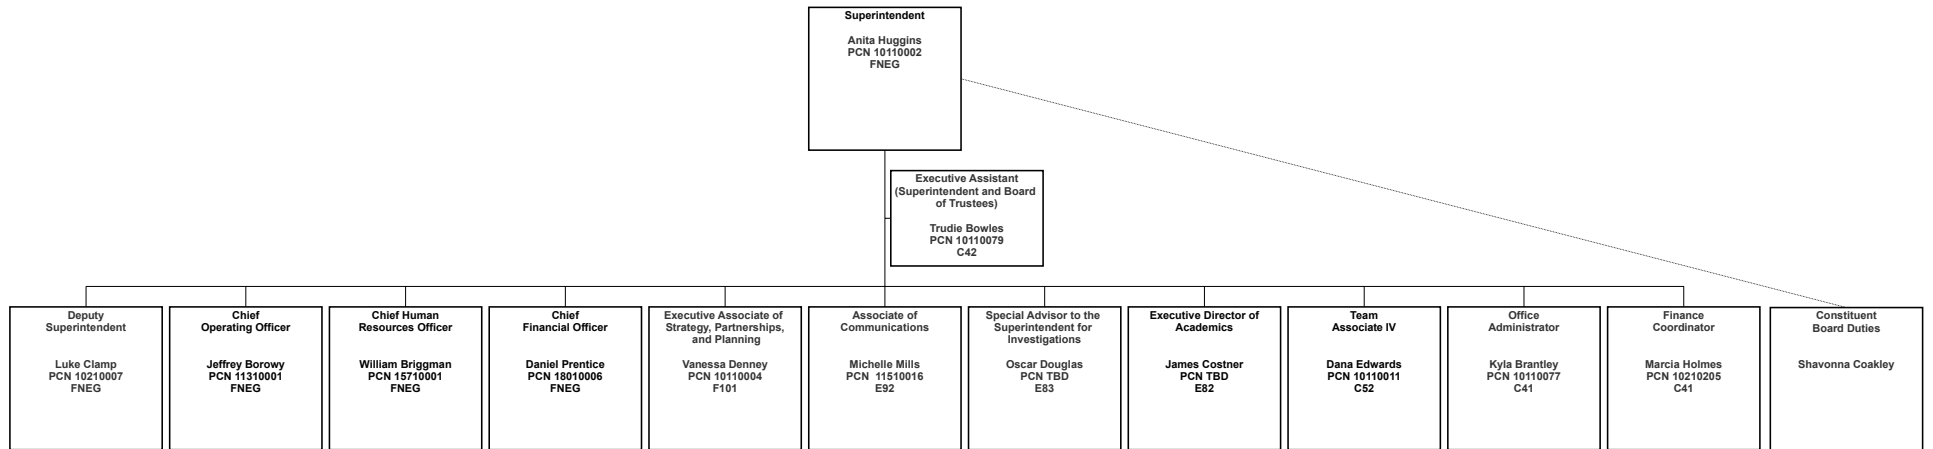 Superintendent
Anita Huggins
PCN 10110002
FNEG
Executive Assistant
(Superintendent and Board
of Trustees)
Trudie Bowles
PCN 10110079
C42
Deputy
Superintendent
Luke Clamp
PCN 10210007
FNEG
Chief
Operating Officer
Jeffrey Borowy
PCN 11310001
FNEG
Chief Human
Resources Officer
William Briggman
PCN 15710001
FNEG
Chief
Financial Officer
Daniel Prentice
PCN 18010006
FNEG
Executive Associate of
Strategy, Partnerships,
and Planning
Vanessa Denney
PCN 10110004
F101
Associate of
Communications
Michelle Mills
PCN 11510016
E92
Special Advisor to the
Superintendent for
Investigations
Oscar Douglas
PCN TBD
E83
Executive Director of
Academics
James Costner
PCN TBD
E82
Team
Associate IV
Dana Edwards
PCN 10110011
C52
Office
Administrator
Kyla Brantley
PCN 10110077
C41
Finance
Coordinator
Marcia Holmes
PCN 10210205
C41
Constituent
Board Duties
Shavonna Coakley